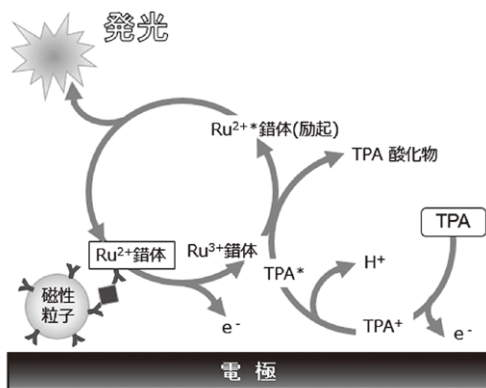 発光
Ru2+*錯体(励起)
TPA 酸化物
TPA
Ru2+錯体
Ru3+錯体
TPA*
H+
磁性
粒子
e-
TPA+
e-
電極